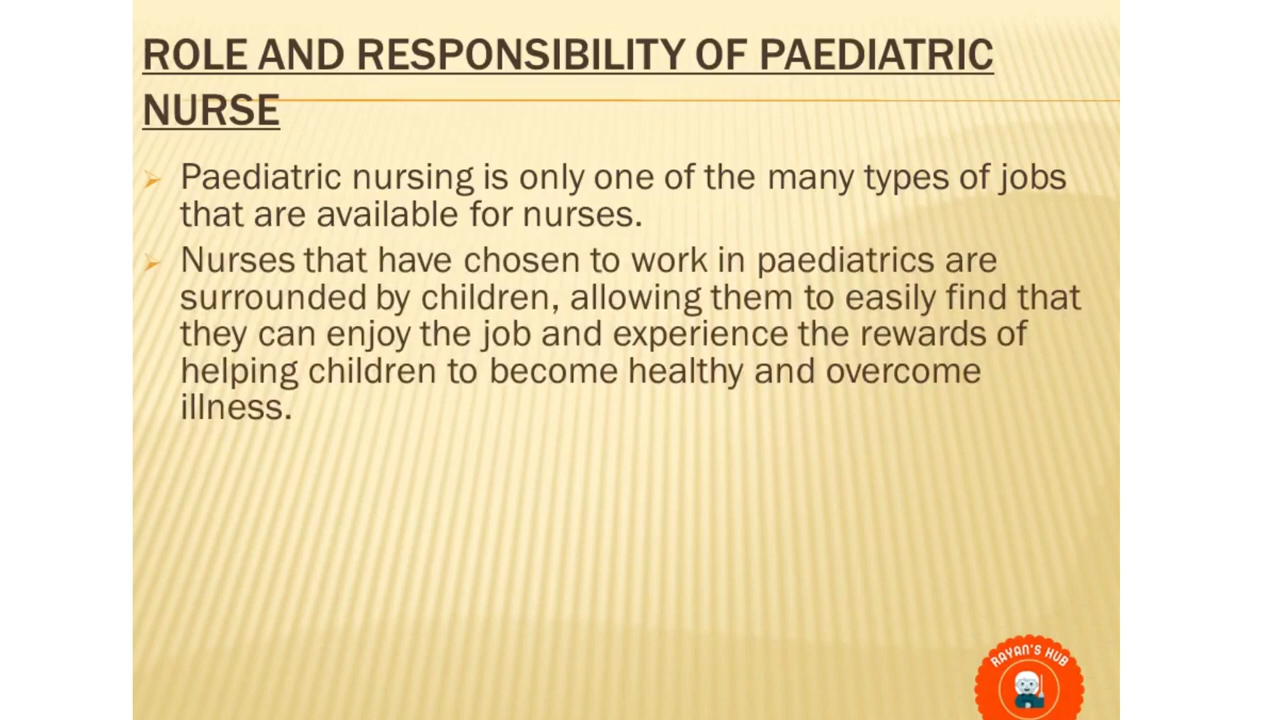 ROLE AND RESPONSIBILITY OF PAEDIATRIC
NURSE
Paediatric nursing is only one of the many types of jobs
that are available for nurses.
Nurses that have chosen to work in paediatrics are
surrounded by children, allowing them to easily find that
they can enjoy the job and experience the rewards of
helping children to become healthy and overcome
illness.
RAYAN'S HUB